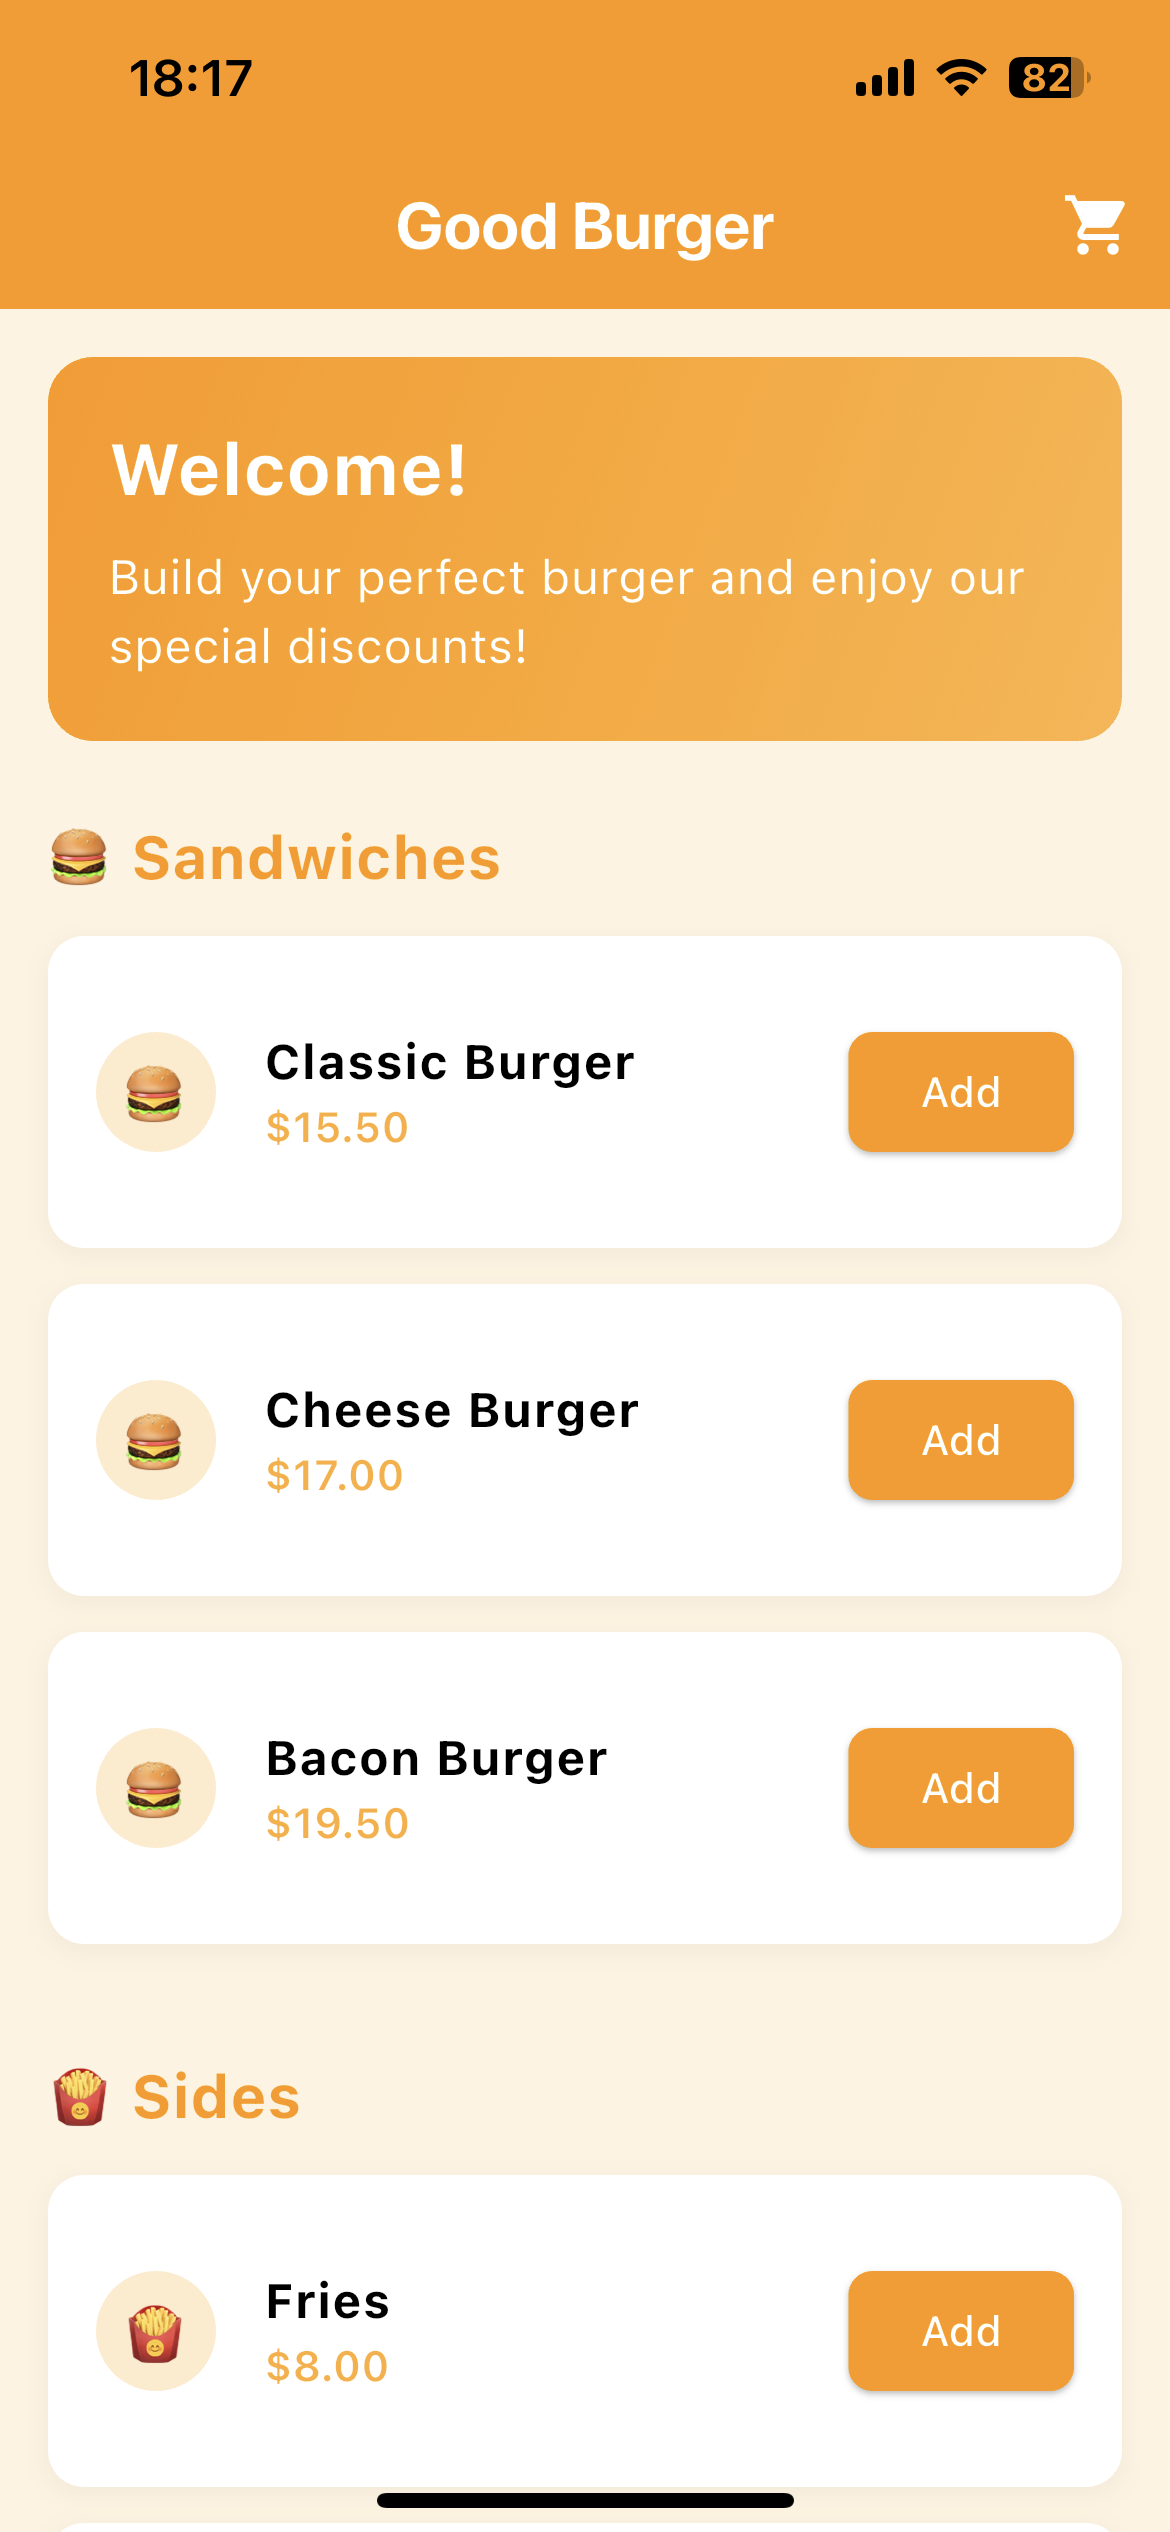 18:17
82
Good Burger
Welcome!
Build your perfect burger and enjoy our
special discounts!
Sandwiches
Classic Burger
$15.50
Add
Cheese Burger
$17.00
Add
Bacon Burger
$19.50
Add
Sides
Fries
$8.00
Add